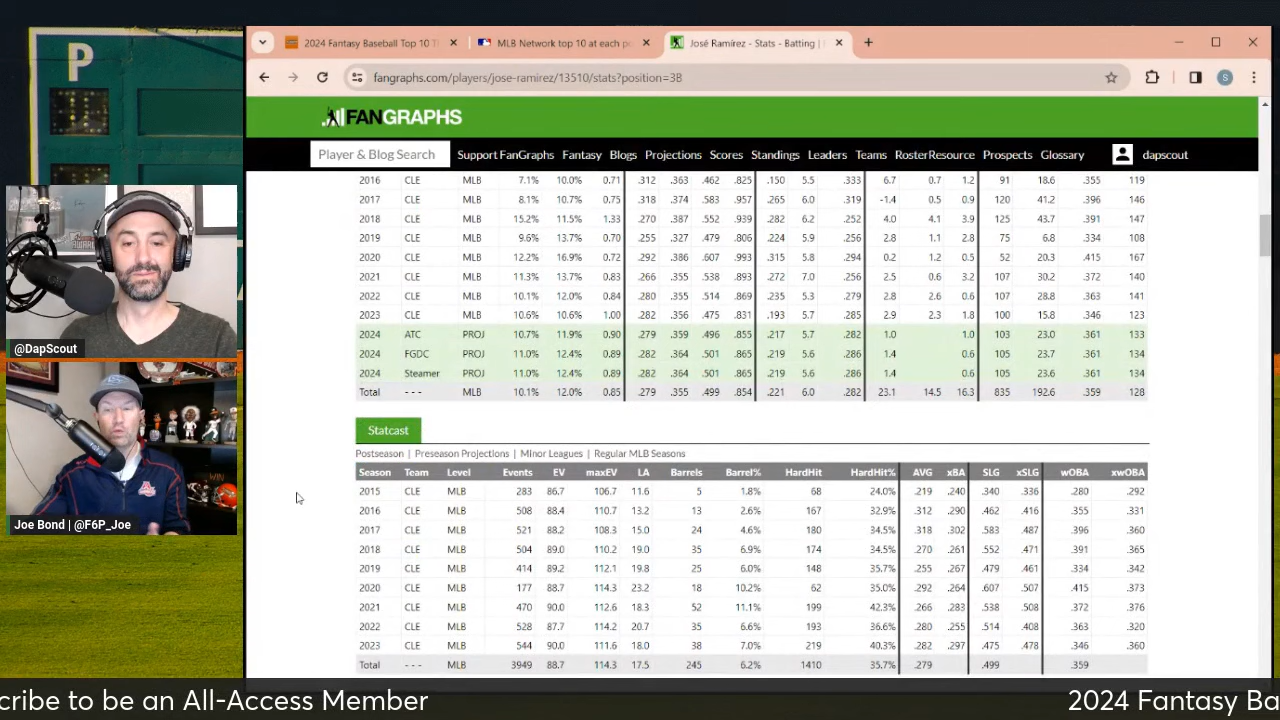 P
2024 Fantasy Baseball Top 10 T
MLB Network top 10 at each po
José Ramírez - Stats - Batting |
fangraphs.com/players/jose-ramirez/13510/stats?position=3B
S
FANGRAPHS
Player & Blog Search
Support FanGraphs Fantasy Blogs Projections Scores Standings Leaders Teams RosterResource Prospects Glossary dapscout
2016 CLE MLB 7.1% 10.0% 0.71 .312 .363 .462 .825 .150 5.5 .333 6.7 0.7 1.2 91 18.6 .355 119
2017 CLE MLB 8.1% 10.7% 0.75 .318 .374 .583 .957 .265 6.0 .319 -1.4 0.5 0.9 120 41.2 .396 146
2018 CLE MLB 15.2% 11.5% 1.33 .270 .387 .552 .939 .282 6.2 .252 4.0 4.1 3.9 125 43.7 .391 147
2019 CLE MLB 9.6% 13.7% 0.70 .255 .327 .479 .806 .224 5.9 .256 2.8 1.1 2.8 75 6.8 .334 108
2020 CLE MLB 12.2% 16.9% 0.72 .292 .386 .607 .993 .315 5.8 .294 0.2 1.2 0.5 52 20.3 .415 167
2021 CLE MLB 11.3% 13.7% 0.83 .266 .355 .538 .893 .272 7.0 .256 2.5 0.6 3.2 107 30.2 .372 140
2022 CLE MLB 10.1% 12.0% 0.84 .280 .355 .514 .869 .235 5.3 .279 2.8 2.6 0.6 107 28.8 .363 141
2023 CLE MLB 10.6% 10.6% 1.00 .282 .356 .475 .831 .193 5.7 .285 2.9 2.3 1.8 100 15.8 .346 123
2024 ATC PROJ 10.7% 11.9% 0.90 .279 .359 .496 .855 .217 5.7 .282 1.0 1.0 103 23.0 .361 133
2024 FGDC PROJ 11.0% 12.4% 0.89 .282 .364 .501 .865 .219 5.6 .286 1.4 0.6 105 23.7 .361 134
2024 Steamer PROJ 11.0% 12.4% 0.89 .282 .364 .501 .865 .219 5.6 .286 1.4 0.6 105 23.6 .361 134
Total - - - MLB 10.1% 12.0% 0.85 .279 .355 .499 .854 .221 6.0 .282 23.1 14.5 16.3 835 192.6 .359 128
Statcast
Postseason | Preseason Projections | Minor Leagues | Regular MLB Seasons
Season Team Level Events EV maxEV LA Barrels Barrel% HardHit HardHit% AVG xBA SLG xSLG wOBA xwOBA
2015 CLE MLB 283 86.7 106.7 11.6 5 1.8% 68 24.0% .219 .240 .340 .336 .280 .292
2016 CLE MLB 508 88.4 110.7 13.2 13 2.6% 167 32.9% .312 .290 .462 .416 .355 .331
2017 CLE MLB 521 88.2 108.3 15.0 24 4.6% 180 34.5% .318 .302 .583 .487 .396 .360
2018 CLE MLB 504 89.0 110.2 19.0 35 6.9% 174 34.5% .270 .261 .552 .471 .391 .365
2019 CLE MLB 414 89.2 112.1 19.8 25 6.0% 148 35.7% .255 .267 .479 .461 .334 .342
2020 CLE MLB 177 88.7 114.3 23.2 18 10.2% 62 35.0% .292 .264 .607 .507 .415 .373
2021 CLE MLB 470 90.0 112.6 18.3 52 11.1% 199 42.3% .266 .283 .538 .508 .372 .376
2022 CLE MLB 528 87.7 114.2 20.7 35 6.6% 193 36.6% .280 .255 .514 .408 .363 .320
2023 CLE MLB 544 90.0 111.6 18.0 38 7.0% 219 40.3% .282 .297 .475 .478 .346 .360
Total - - - MLB 3949 88.7 114.3 17.5 245 6.2% 1410 35.7% .279 .499 .359
@DapScout
Joe Bond | @F6P_Joe
cribe to be an All-Access Member
2024 Fantasy Ba